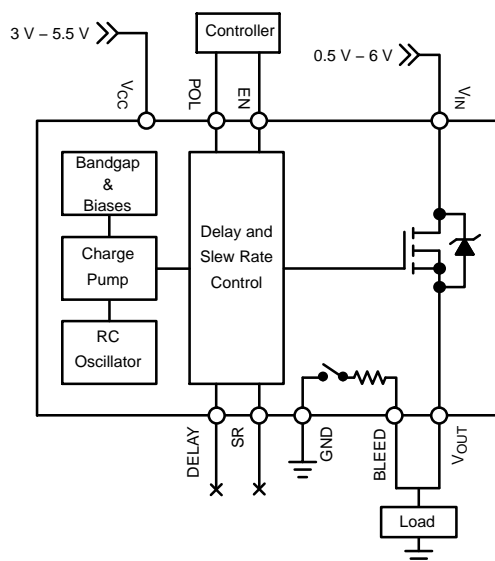 3 V – 5.5 V
Controller
0.5 V – 6 V
VCC
POL
EN
VIN
Bandgap
&
Biases
Charge
Pump
RC
Oscillator
Delay and
Slew Rate
Control
DELAY
SR
GND
BLEED
VOUT
Load